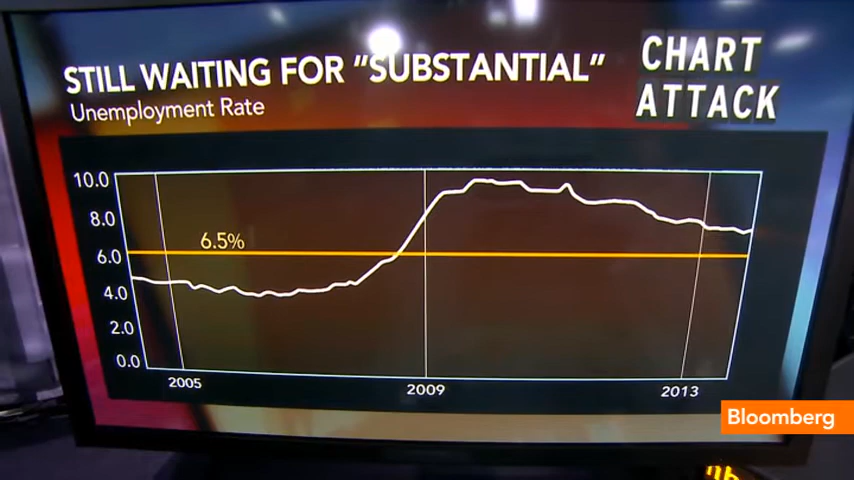 STILL WAITING FOR "SUBSTANTIAL"
Unemployment Rate
CHART
ATTACK
10.0
8.0
6.5%
6.0
4.0
2.0
0.0
2005
2009
2013
Bloomberg